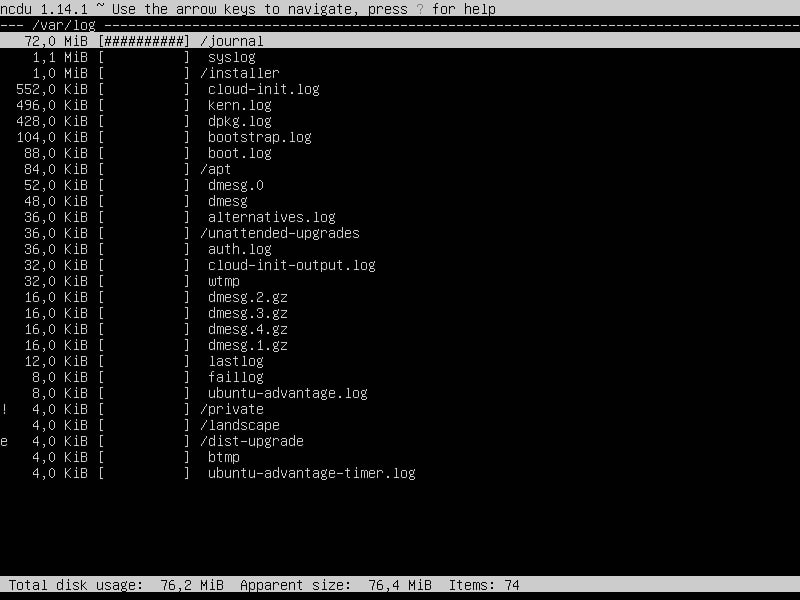 ncdu 1.14.1 ~ Use the arrow keys to navigate, press ? for help
--- /var/log ----------------------------------------------------------------------------------------
   72,0 MiB [##########] /journal
    1,1 MiB [          ]  syslog
    1,0 MiB [          ] /installer
  552,0 KiB [          ]  cloud-init.log
  496,0 KiB [          ]  kern.log
  428,0 KiB [          ]  dpkg.log
  104,0 KiB [          ]  bootstrap.log
   88,0 KiB [          ]  boot.log
   84,0 KiB [          ] /apt
   52,0 KiB [          ]  dmesg.0
   48,0 KiB [          ]  dmesg
   36,0 KiB [          ]  alternatives.log
   36,0 KiB [          ] /unattended-upgrades
   36,0 KiB [          ]  auth.log
   32,0 KiB [          ]  cloud-init-output.log
   32,0 KiB [          ]  wtmp
   16,0 KiB [          ]  dmesg.2.gz
   16,0 KiB [          ]  dmesg.3.gz
   16,0 KiB [          ]  dmesg.4.gz
   16,0 KiB [          ]  dmesg.1.gz
   12,0 KiB [          ]  lastlog
    8,0 KiB [          ]  faillog
    8,0 KiB [          ]  ubuntu-advantage.log
!   4,0 KiB [          ] /private
    4,0 KiB [          ] /landscape
e   4,0 KiB [          ] /dist-upgrade
    4,0 KiB [          ]  btmp
    4,0 KiB [          ]  ubuntu-advantage-timer.log
 Total disk usage:  76,2 MiB  Apparent size:  76,4 MiB  Items: 74